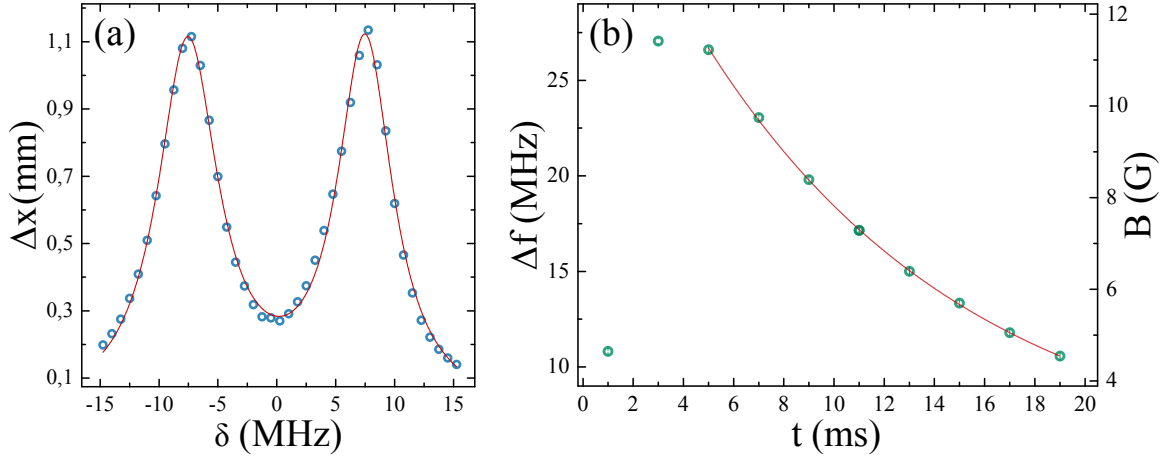 (a)
Δx(mm)
1,1
0,9
0,7
0,5
0,3
0,1
-15 -10 -5 0 5 10 15
δ (MHz)
(b)
Δf (MHz)
25
20
15
10
0 2 4 6 8 10 12 14 16 18 20
t (ms)
12
10
8
6
4
B (G)